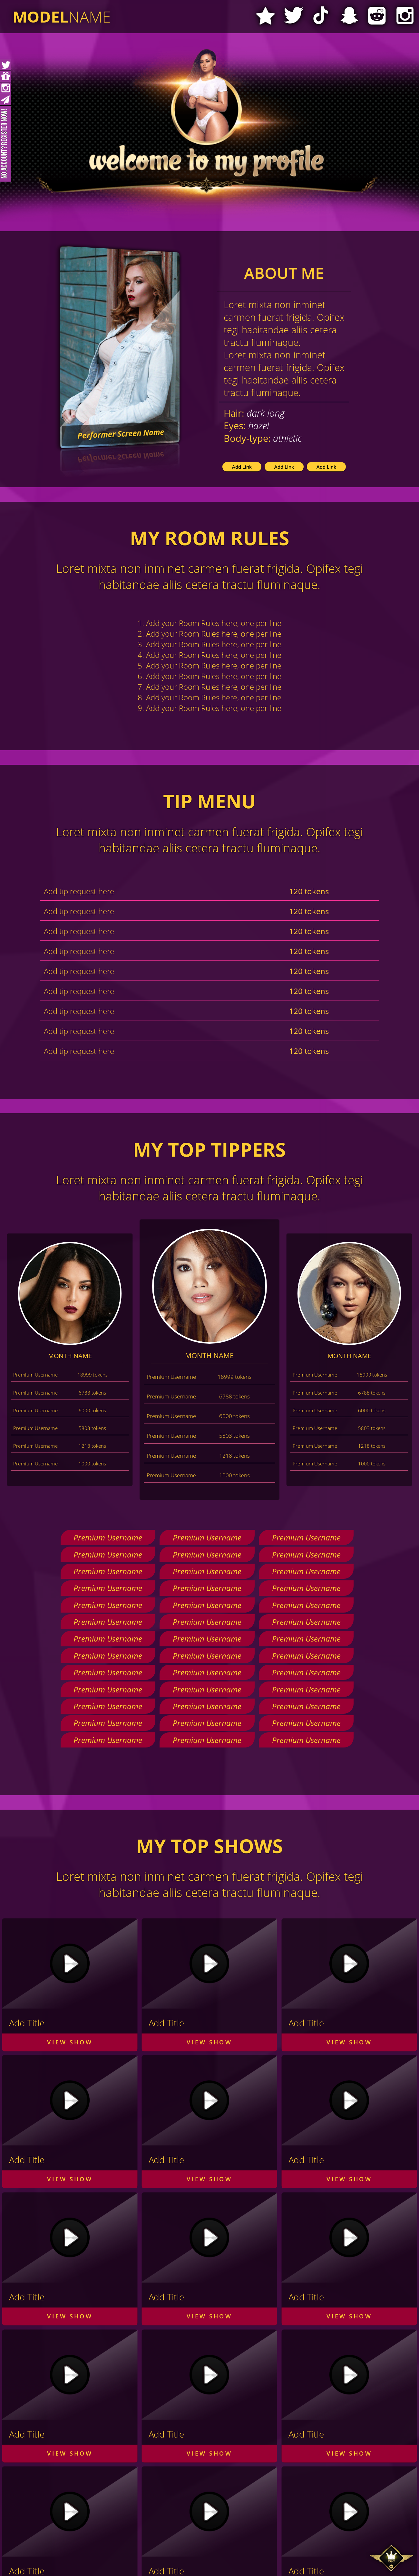 MODELNAME
NO ACCOUNT? REGISTER NOW!
welcome to my profile
ABOUT ME
Loret mixta non inminet
carmen fuerat frigida. Opifex
tegi habitandae aliis cetera
tractu fluminaque.
Loret mixta non inminet
carmen fuerat frigida. Opifex
tegi habitandae aliis cetera
tractu fluminaque.
Hair: dark long
Eyes: hazel
Body-type: athletic
Performer Screen Name
Add Link Add Link Add Link
MY ROOM RULES
Loret mixta non inminet carmen fuerat frigida. Opifex tegi
habitandae aliis cetera tractu fluminaque.
1. Add your Room Rules here, one per line
2. Add your Room Rules here, one per line
3. Add your Room Rules here, one per line
4. Add your Room Rules here, one per line
5. Add your Room Rules here, one per line
6. Add your Room Rules here, one per line
7. Add your Room Rules here, one per line
8. Add your Room Rules here, one per line
9. Add your Room Rules here, one per line
TIP MENU
Loret mixta non inminet carmen fuerat frigida. Opifex tegi
habitandae aliis cetera tractu fluminaque.
Add tip request here 120 tokens
Add tip request here 120 tokens
Add tip request here 120 tokens
Add tip request here 120 tokens
Add tip request here 120 tokens
Add tip request here 120 tokens
Add tip request here 120 tokens
Add tip request here 120 tokens
Add tip request here 120 tokens
MY TOP TIPPERS
Loret mixta non inminet carmen fuerat frigida. Opifex tegi
habitandae aliis cetera tractu fluminaque.
MONTH NAME
Premium Username 18999 tokens
Premium Username 6788 tokens
Premium Username 6000 tokens
Premium Username 5803 tokens
Premium Username 1218 tokens
Premium Username 1000 tokens
MONTH NAME
Premium Username 18999 tokens
Premium Username 6788 tokens
Premium Username 6000 tokens
Premium Username 5803 tokens
Premium Username 1218 tokens
Premium Username 1000 tokens
MONTH NAME
Premium Username 18999 tokens
Premium Username 6788 tokens
Premium Username 6000 tokens
Premium Username 5803 tokens
Premium Username 1218 tokens
Premium Username 1000 tokens
Premium Username Premium Username Premium Username
Premium Username Premium Username Premium Username
Premium Username Premium Username Premium Username
Premium Username Premium Username Premium Username
Premium Username Premium Username Premium Username
Premium Username Premium Username Premium Username
Premium Username Premium Username Premium Username
Premium Username Premium Username Premium Username
Premium Username Premium Username Premium Username
Premium Username Premium Username Premium Username
Premium Username Premium Username Premium Username
Premium Username Premium Username Premium Username
Premium Username Premium Username Premium Username
MY TOP SHOWS
Loret mixta non inminet carmen fuerat frigida. Opifex tegi
habitandae aliis cetera tractu fluminaque.
Add Title Add Title Add Title
VIEW SHOW VIEW SHOW VIEW SHOW
Add Title Add Title Add Title
VIEW SHOW VIEW SHOW VIEW SHOW
Add Title Add Title Add Title
VIEW SHOW VIEW SHOW VIEW SHOW
Add Title Add Title Add Title
VIEW SHOW VIEW SHOW VIEW SHOW
Add Title Add Title Add Title